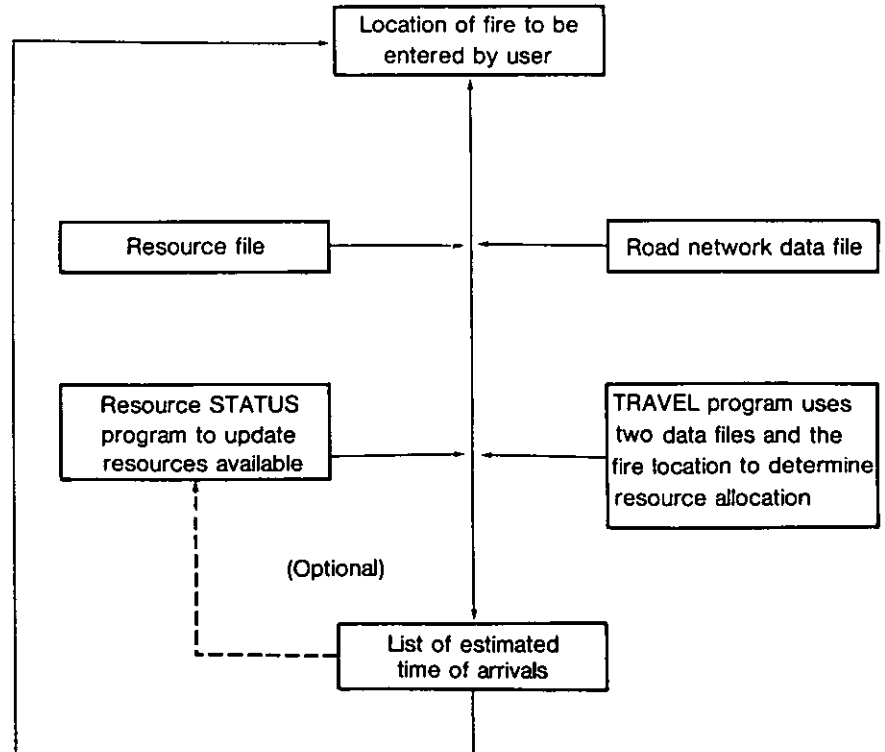 Location of fire to be
entered by user
Resource file
Road network data file
Resource STATUS
program to update
resources available
TRAVEL program uses
two data files and the
fire location to determine
resource allocation
(Optional)
List of estimated
time of arrivals